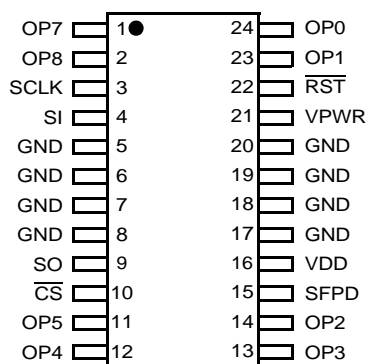 OP7 1 24 OP0
OP8 2 23 OP1
SCLK 3 22 R̅S̅T̅
SI 4 21 VPWR
GND 5 20 GND
GND 6 19 GND
GND 7 18 GND
GND 8 17 GND
SO 9 16 VDD
C̅S̅ 10 15 SFPD
OP5 11 14 OP2
OP4 12 13 OP3